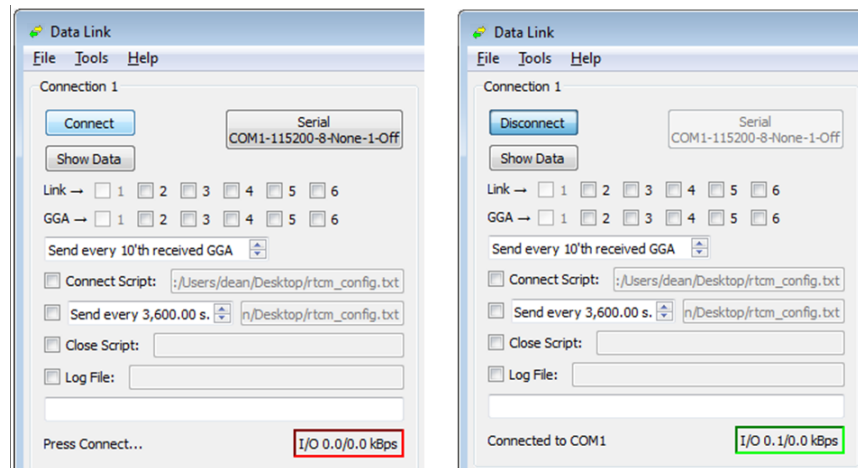 Data Link
File Tools Help
Connection 1
Connect
Serial
COM1-115200-8-None-1-Off
Show Data
Link → 1 2 3 4 5 6
GGA → 1 2 3 4 5 6
Send every 10'th received GGA
Connect Script: :/Users/dean/Desktop/rtcm_config.txt
Send every 3,600.00 s. n/Desktop/rtcm_config.txt
Close Script:
Log File:
Press Connect... I/O 0.0/0.0 kBps
Data Link
File Tools Help
Connection 1
Disconnect
Serial
COM1-115200-8-None-1-Off
Show Data
Link → 1 2 3 4 5 6
GGA → 1 2 3 4 5 6
Send every 10'th received GGA
Connect Script: :/Users/dean/Desktop/rtcm_config.txt
Send every 3,600.00 s. n/Desktop/rtcm_config.txt
Close Script:
Log File:
Connected to COM1 I/O 0.1/0.0 kBps